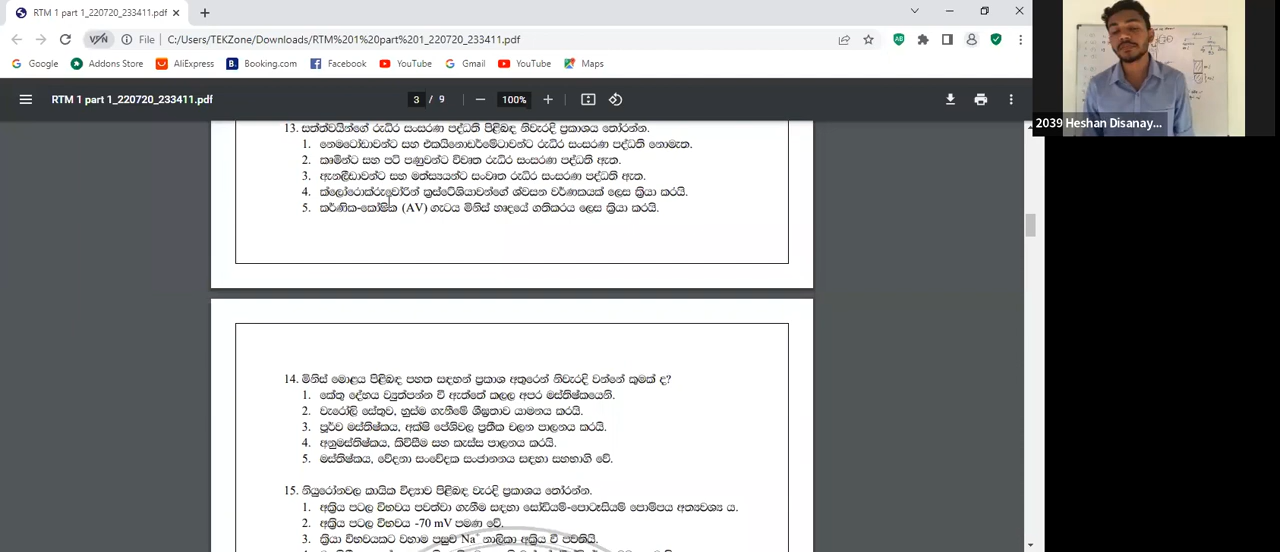 RTM 1 part 1_220720_233411.pdf
File
C:/Users/TEKZone/Downloads/RTM%201%20part%201_220720_233411.pdf
Google
Addons Store
AliExpress
Booking.com
Facebook
YouTube
Gmail
YouTube
Maps
RTM 1 part 1_220720_233411.pdf
3 / 9
100%
2039 Heshan Disanay...
13. සත්ත්වයින්ගේ රුධිර සංසරණ පද්ධති පිළිබඳ නිවැරදි ප්‍රකාශය තෝරන්න.
1. නෙමටෝඩාවන්ට සහ එකයිනොඩර්මේටාවන්ට රුධිර සංසරණ පද්ධති නොමැත.
2. කෘමීන්ට සහ පටි පණුවන්ට විවෘත රුධිර සංසරණ පද්ධති ඇත.
3. ඇනලීඩාවන්ට සහ මත්ස්‍යයන්ට සංවෘත රුධිර සංසරණ පද්ධති ඇත.
4. ක්ලෝරොක්රුවෝරින් ක්‍රස්ටේශියාවන්ගේ ශ්වසන වර්ණකයක් ලෙස ක්‍රියා කරයි.
5. කර්ණික-කෝෂික (AV) ගැටය මිනිස් හෘදයේ ගතිකරය ලෙස ක්‍රියා කරයි.
14. මිනිස් මොළය පිළිබඳ පහත සඳහන් ප්‍රකාශ අතුරෙන් නිවැරදි වන්නේ කුමක් ද?
1. කේතු දේහය ව්‍යුත්පන්න වී ඇත්තේ කලල අපර මස්තිෂ්කයෙනි.
2. වැරෝලි සේතුව, හුස්ම ගැනීමේ ශීඝ්‍රතාව යාමනය කරයි.
3. පූර්ව මස්තිෂ්කය, අක්ෂි පේශිවල ප්‍රතීක චලන පාලනය කරයි.
4. අනුමස්තිෂ්කය, කිවිසීම සහ කැස්ස පාලනය කරයි.
5. මස්තිෂ්කය, වේදනා සංවේදක සංජානනය සඳහා සහභාගි වේ.
15. නියුරෝනවල කායික විද්‍යාව පිළිබඳ වැරදි ප්‍රකාශය තෝරන්න.
1. අක්‍රිය පටල විභවය පවත්වා ගැනීම සඳහා සෝඩියම්-පොටෑසියම් පොම්පය අත්‍යවශ්‍ය ය.
2. අක්‍රිය පටල විභවය -70 mV පමණ වේ.
3. ක්‍රියා විභවයකට වහාම පසුව Na⁺ නාලිකා අක්‍රිය වී පවතියි.